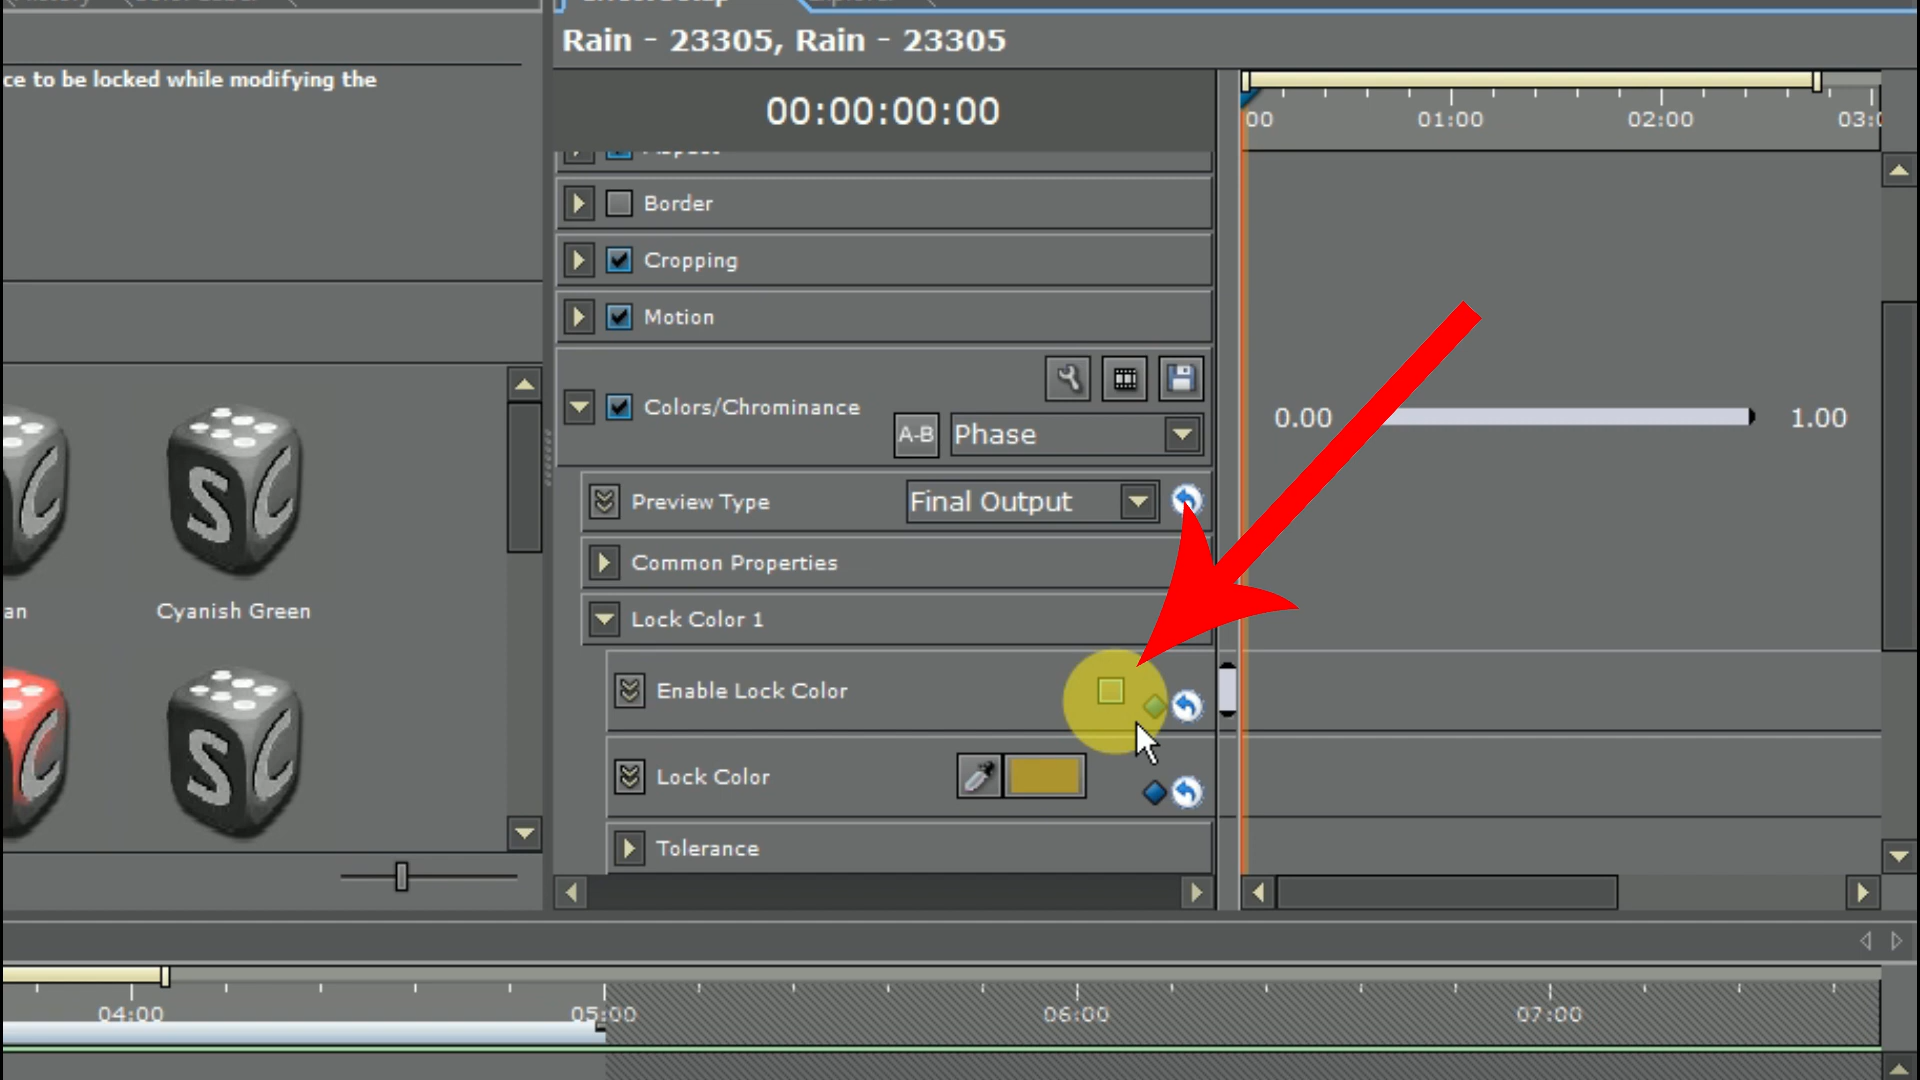 Rain - 23305, Rain - 23305
ce to be locked while modifying the
00:00:00:00
00
01:00
02:00
Border
Cropping
Motion
Colors/Chrominance
A-B
Phase
0.00
1.00
Preview Type
Final Output
Common Properties
Lock Color 1
an
Cyanish Green
Enable Lock Color
SC
Lock Color
Tolerance
04:00
05:00
06:00
07:00